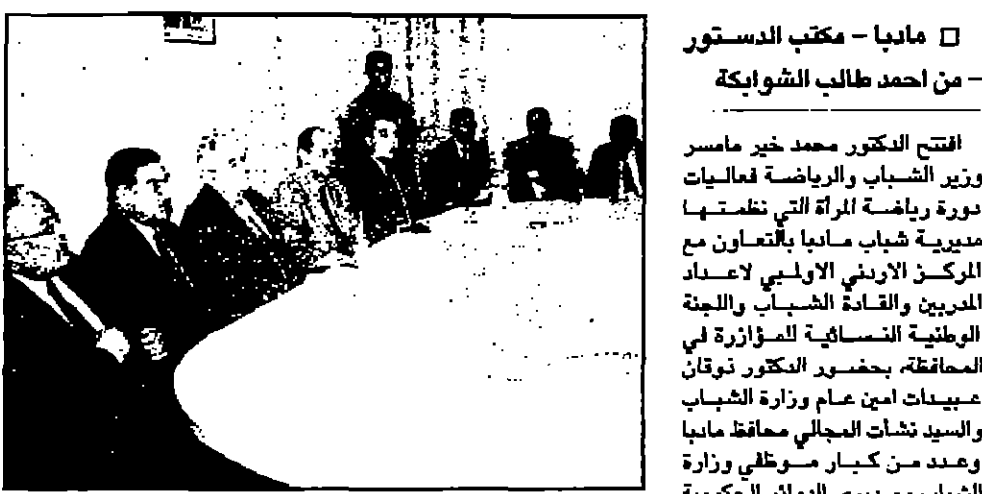 □ مادبا – مكتب الدستور
– من احمد طالب الشوابكة
افتتح الدكتور محمد خير مامسر
وزير الشباب والرياضة فعاليات
دورة رياضة المرأة التي نظمتها
مديرية شباب مادبا بالتعاون مع
المركز الاردني الاولمبي لاعداد
المدربين والقادة الشباب واللجنة
الوطنية النسائية للمؤازرة في
المحافظة، بحضور الدكتور ذوقان
عبيدات امين عام وزارة الشباب
والسيد نشأت المجالي محافظ مادبا
وعدد من كبار موظفي وزارة